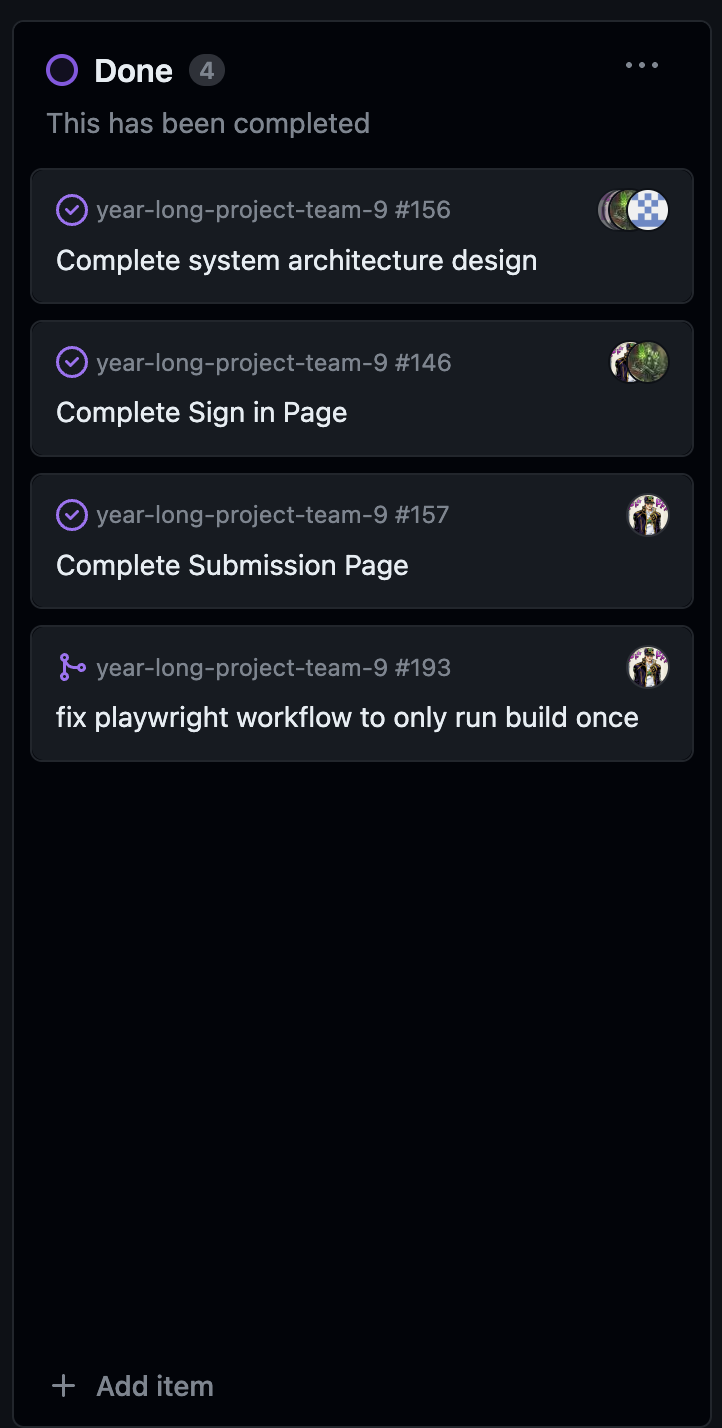 Done 4
This has been completed
year-long-project-team-9 #156
Complete system architecture design
year-long-project-team-9 #146
Complete Sign in Page
year-long-project-team-9 #157
Complete Submission Page
year-long-project-team-9 #193
fix playwright workflow to only run build once
Add item